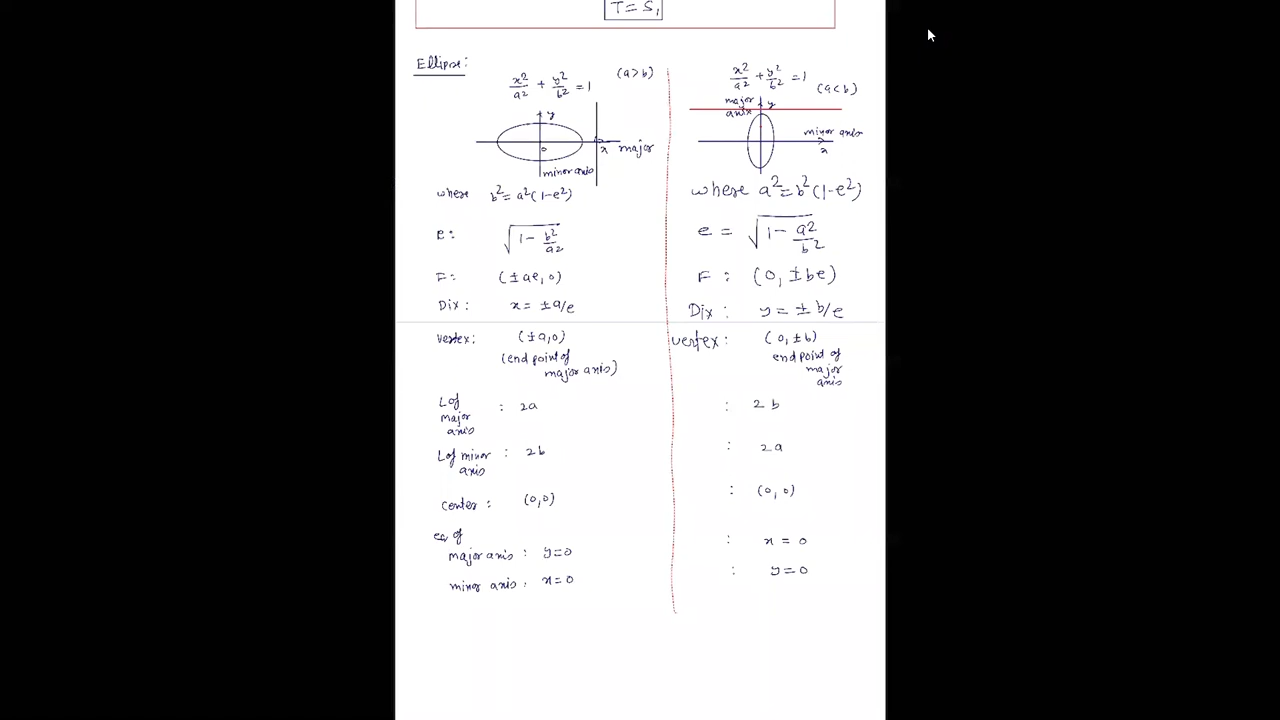 T = S₁
Ellipse:
x²/a² + y²/b² = 1 (a > b)
y
o
x major
minor axis
where b² = a²(1-e²)
e: √(1 - b²/a²)
F: (±ae, 0)
Dix: x = ±a/e
vertex: (±a, 0)
(end point of
major axis)
L of
major
axis : 2a
L of minor
axis : 2b
center: (0,0)
eq of
major axis: y=0
minor axis: x=0
x²/a² + y²/b² = 1
(a < b)
major
axis
y
minor axis
x
where a² = b²(1-e²)
e = √(1 - a²/b²)
F : (0, ±be)
Dix : y = ± b/e
vertex: (0, ±b)
end point of
major
axis
: 2b
: 2a
: (0, 0)
: x = 0
: y = 0